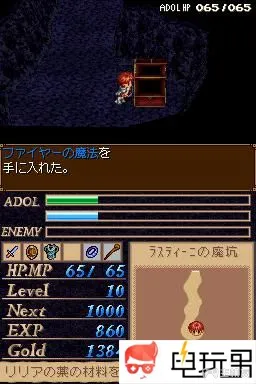 ADOL HP 065/065
ファイヤーの魔法を
手に入れた。
ADOL
ENEMY
HP.MP 65/ 65
Level 10
Next 1000
EXP 860
Gold 1384
ラスティーニの廃坑
リリアの薬の材料を
电玩男